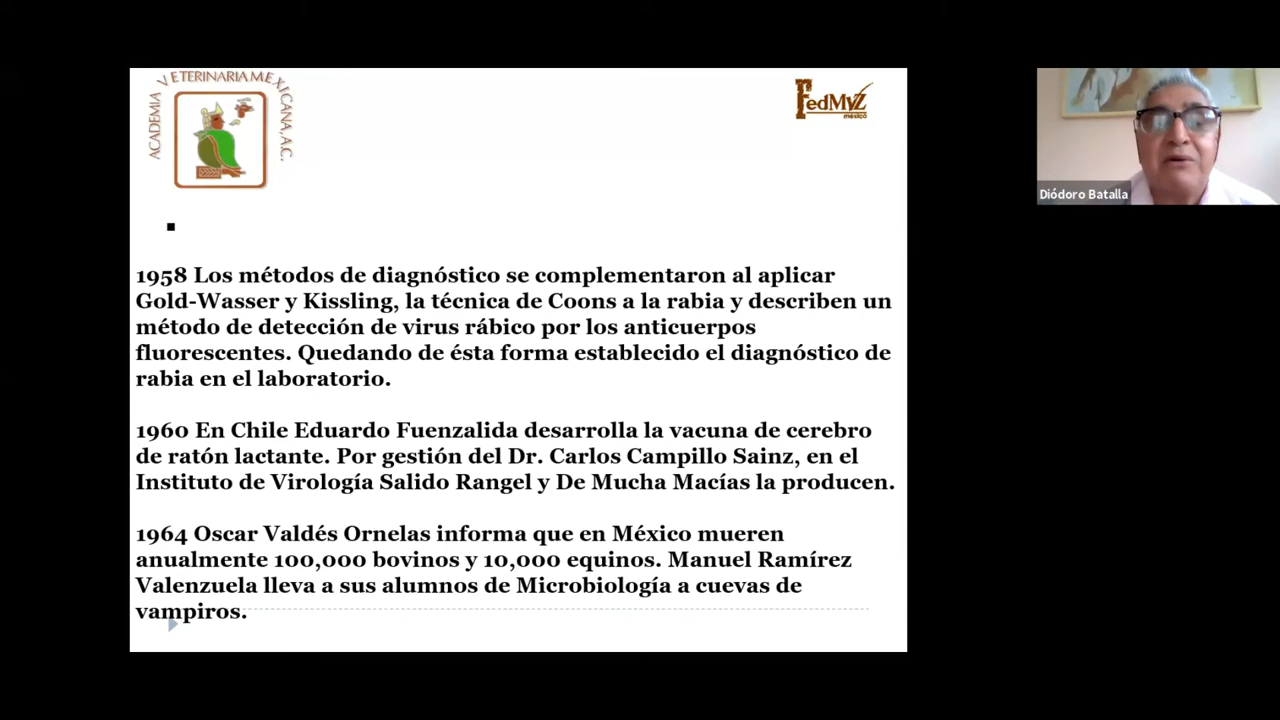 ACADEMIA VETERINARIA MEXICANA, A.C.
FedMVZ
méxico
Diódoro Batalla
1958 Los métodos de diagnóstico se complementaron al aplicar
Gold-Wasser y Kissling, la técnica de Coons a la rabia y describen un
método de detección de virus rábico por los anticuerpos
fluorescentes. Quedando de ésta forma establecido el diagnóstico de
rabia en el laboratorio.
1960 En Chile Eduardo Fuenzalida desarrolla la vacuna de cerebro
de ratón lactante. Por gestión del Dr. Carlos Campillo Sainz, en el
Instituto de Virología Salido Rangel y De Mucha Macías la producen.
1964 Oscar Valdés Ornelas informa que en México mueren
anualmente 100,000 bovinos y 10,000 equinos. Manuel Ramírez
Valenzuela lleva a sus alumnos de Microbiología a cuevas de
vampiros.